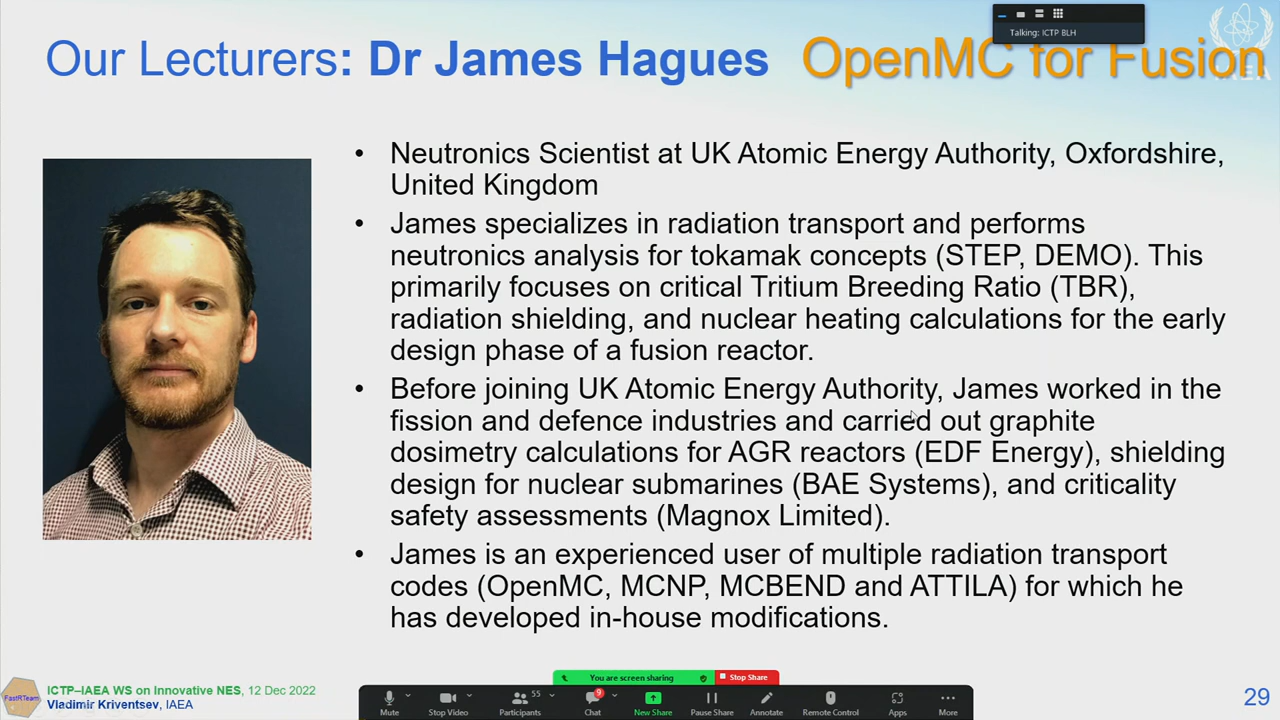 Talking: ICTP BLH
Our Lecturers: Dr James Hagues OpenMC for Fusion
IAEA
• Neutronics Scientist at UK Atomic Energy Authority, Oxfordshire,
United Kingdom
• James specializes in radiation transport and performs
neutronics analysis for tokamak concepts (STEP, DEMO). This
primarily focuses on critical Tritium Breeding Ratio (TBR),
radiation shielding, and nuclear heating calculations for the early
design phase of a fusion reactor.
• Before joining UK Atomic Energy Authority, James worked in the
fission and defence industries and carried out graphite
dosimetry calculations for AGR reactors (EDF Energy), shielding
design for nuclear submarines (BAE Systems), and criticality
safety assessments (Magnox Limited).
• James is an experienced user of multiple radiation transport
codes (OpenMC, MCNP, MCBEND and ATTILA) for which he
has developed in-house modifications.
You are screen sharing Stop Share
FastRTeam
ICTP–IAEA WS on Innovative NES, 12 Dec 2022
Vladimir Kriventsev, IAEA
55 9
Mute Stop Video Participants Chat New Share Pause Share Annotate Remote Control Apps More
29